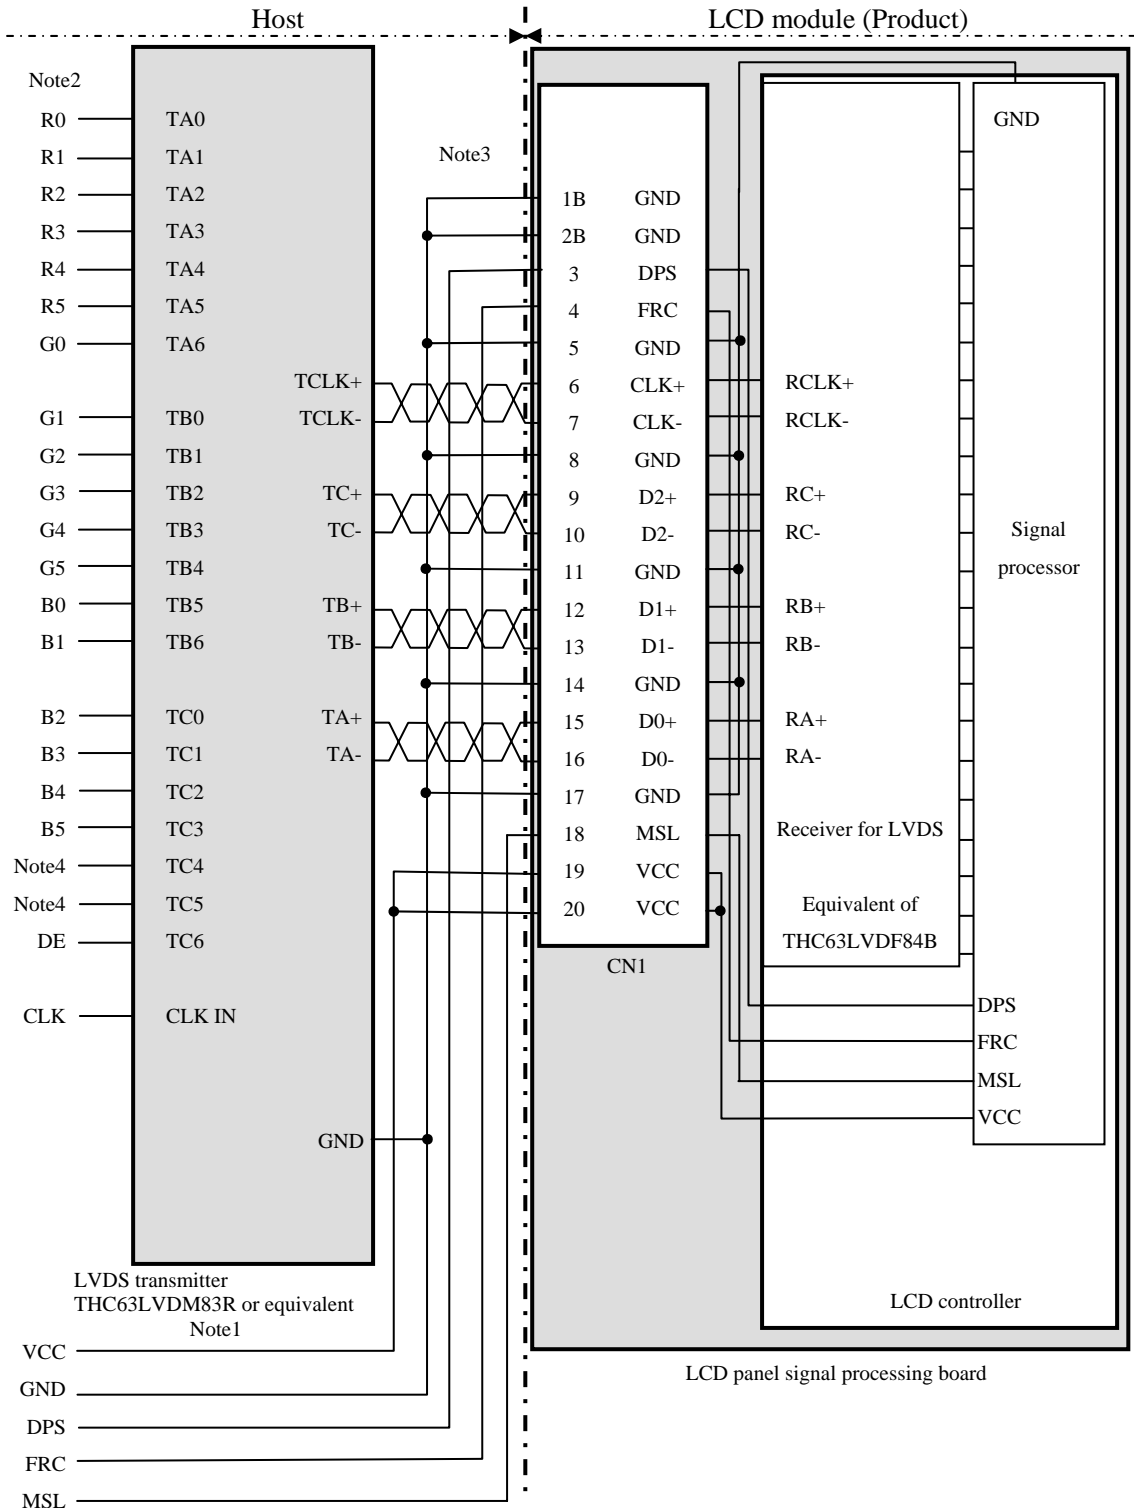 Host LCD module (Product)
Note2
R0 TA0
R1 TA1
R2 TA2
R3 TA3
R4 TA4
R5 TA5
G0 TA6
TCLK+
G1 TB0 TCLK-
G2 TB1
G3 TB2 TC+
G4 TB3 TC-
G5 TB4
B0 TB5 TB+
B1 TB6 TB-
B2 TC0 TA+
B3 TC1 TA-
B4 TC2
B5 TC3
Note4 TC4
Note4 TC5
DE TC6
CLK CLK IN
GND
LVDS transmitter
THC63LVDM83R or equivalent
Note1
VCC
GND
DPS
FRC
MSL
Note3
1B GND
2B GND
3 DPS
4 FRC
5 GND
6 CLK+
7 CLK-
8 GND
9 D2+
10 D2-
11 GND
12 D1+
13 D1-
14 GND
15 D0+
16 D0-
17 GND
18 MSL
19 VCC
20 VCC
CN1
RCLK+
RCLK-
RC+
RC-
RB+
RB-
RA+
RA-
Receiver for LVDS
Equivalent of
THC63LVDF84B
GND
Signal
processor
DPS
FRC
MSL
VCC
LCD controller
LCD panel signal processing board